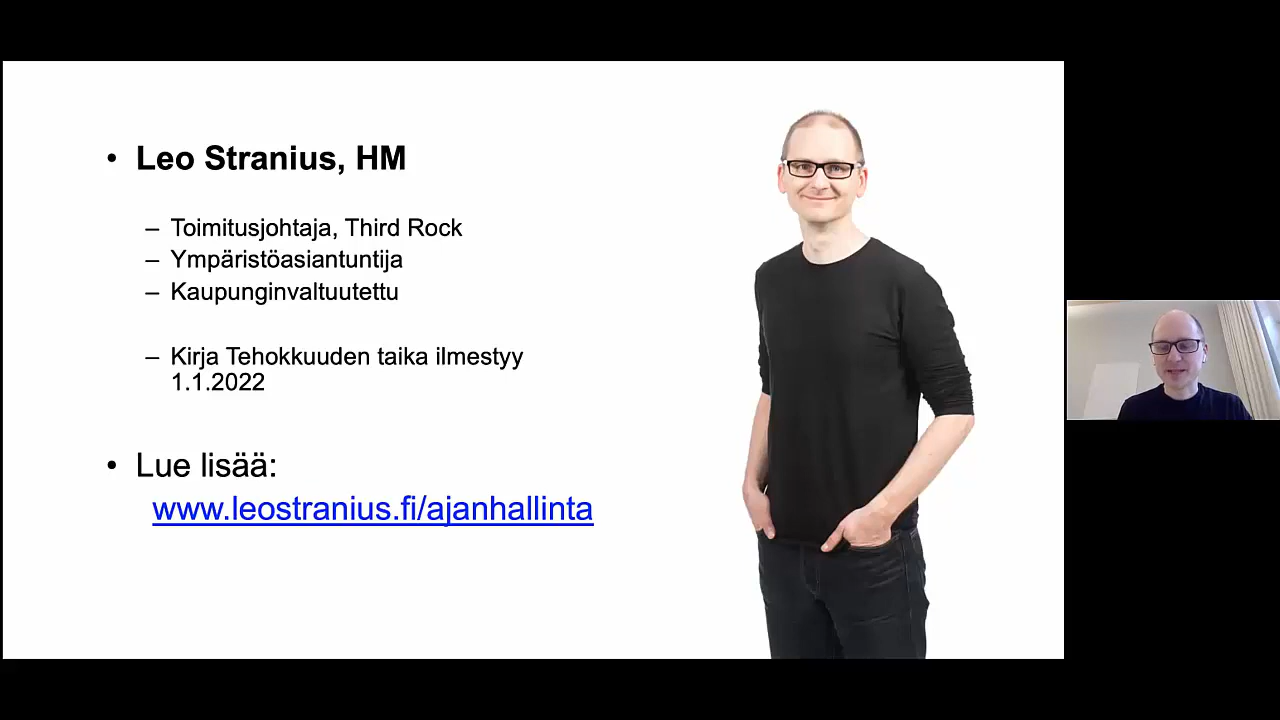 • Leo Stranius, HM
– Toimitusjohtaja, Third Rock
– Ympäristöasiantuntija
– Kaupunginvaltuutettu
– Kirja Tehokkuuden taika ilmestyy
1.1.2022
• Lue lisää:
www.leostranius.fi/ajanhallinta